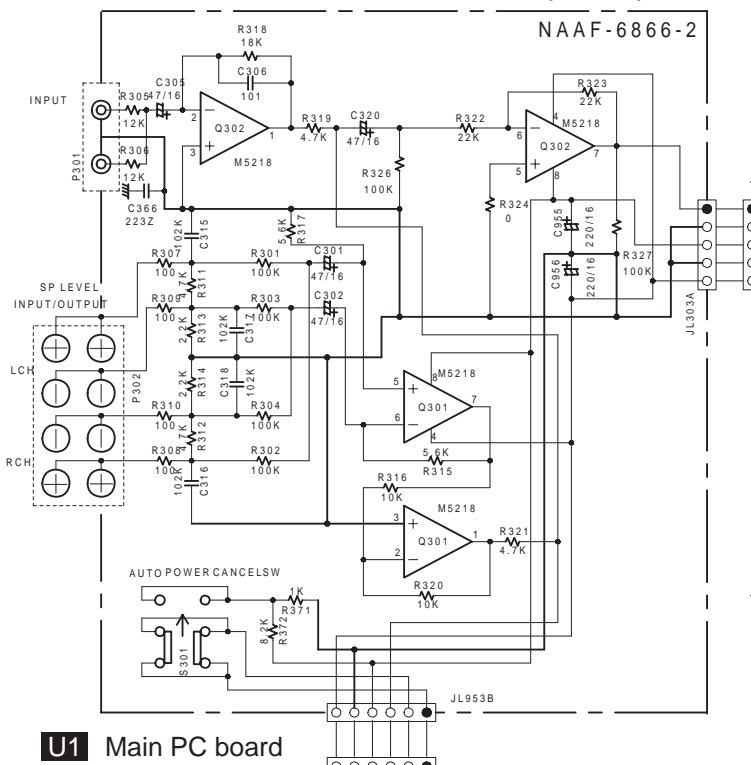 NAAF-6866-2
R318
18K
C306
101
C305
47/16
INPUT
R305
12K
2
3
Q302
1
M5218
R319
4.7K
C320
47/16
R322
22K
R323
22K
4
M5218
6
5
Q302
7
8
P301
R306
12K
C366
223Z
R326
100K
R324
0
C955
220/16
C956
220/16
R327
100K
JL303A
102K
C315
5.6K
R317
R307
100
R301
100K
C301
47/16
4.7K
R311
SP LEVEL
INPUT/OUTPUT
R309
100
R303
100K
C302
47/16
2.2K
R313
102K
C317
LCH
P302
2.2K
R314
C318
102K
R310
100
R304
100K
4.7K
R312
RCH
R308
100
R302
100K
102K
C316
8
M5218
5
6
Q301
7
4
5.6K
R315
R316
10K
M5218
3
2
Q301
1
R321
4.7K
R320
10K
AUTO POWER CANCEL SW
1K
R371
8.2K
R372
S301
JL953B
U1 Main PC board